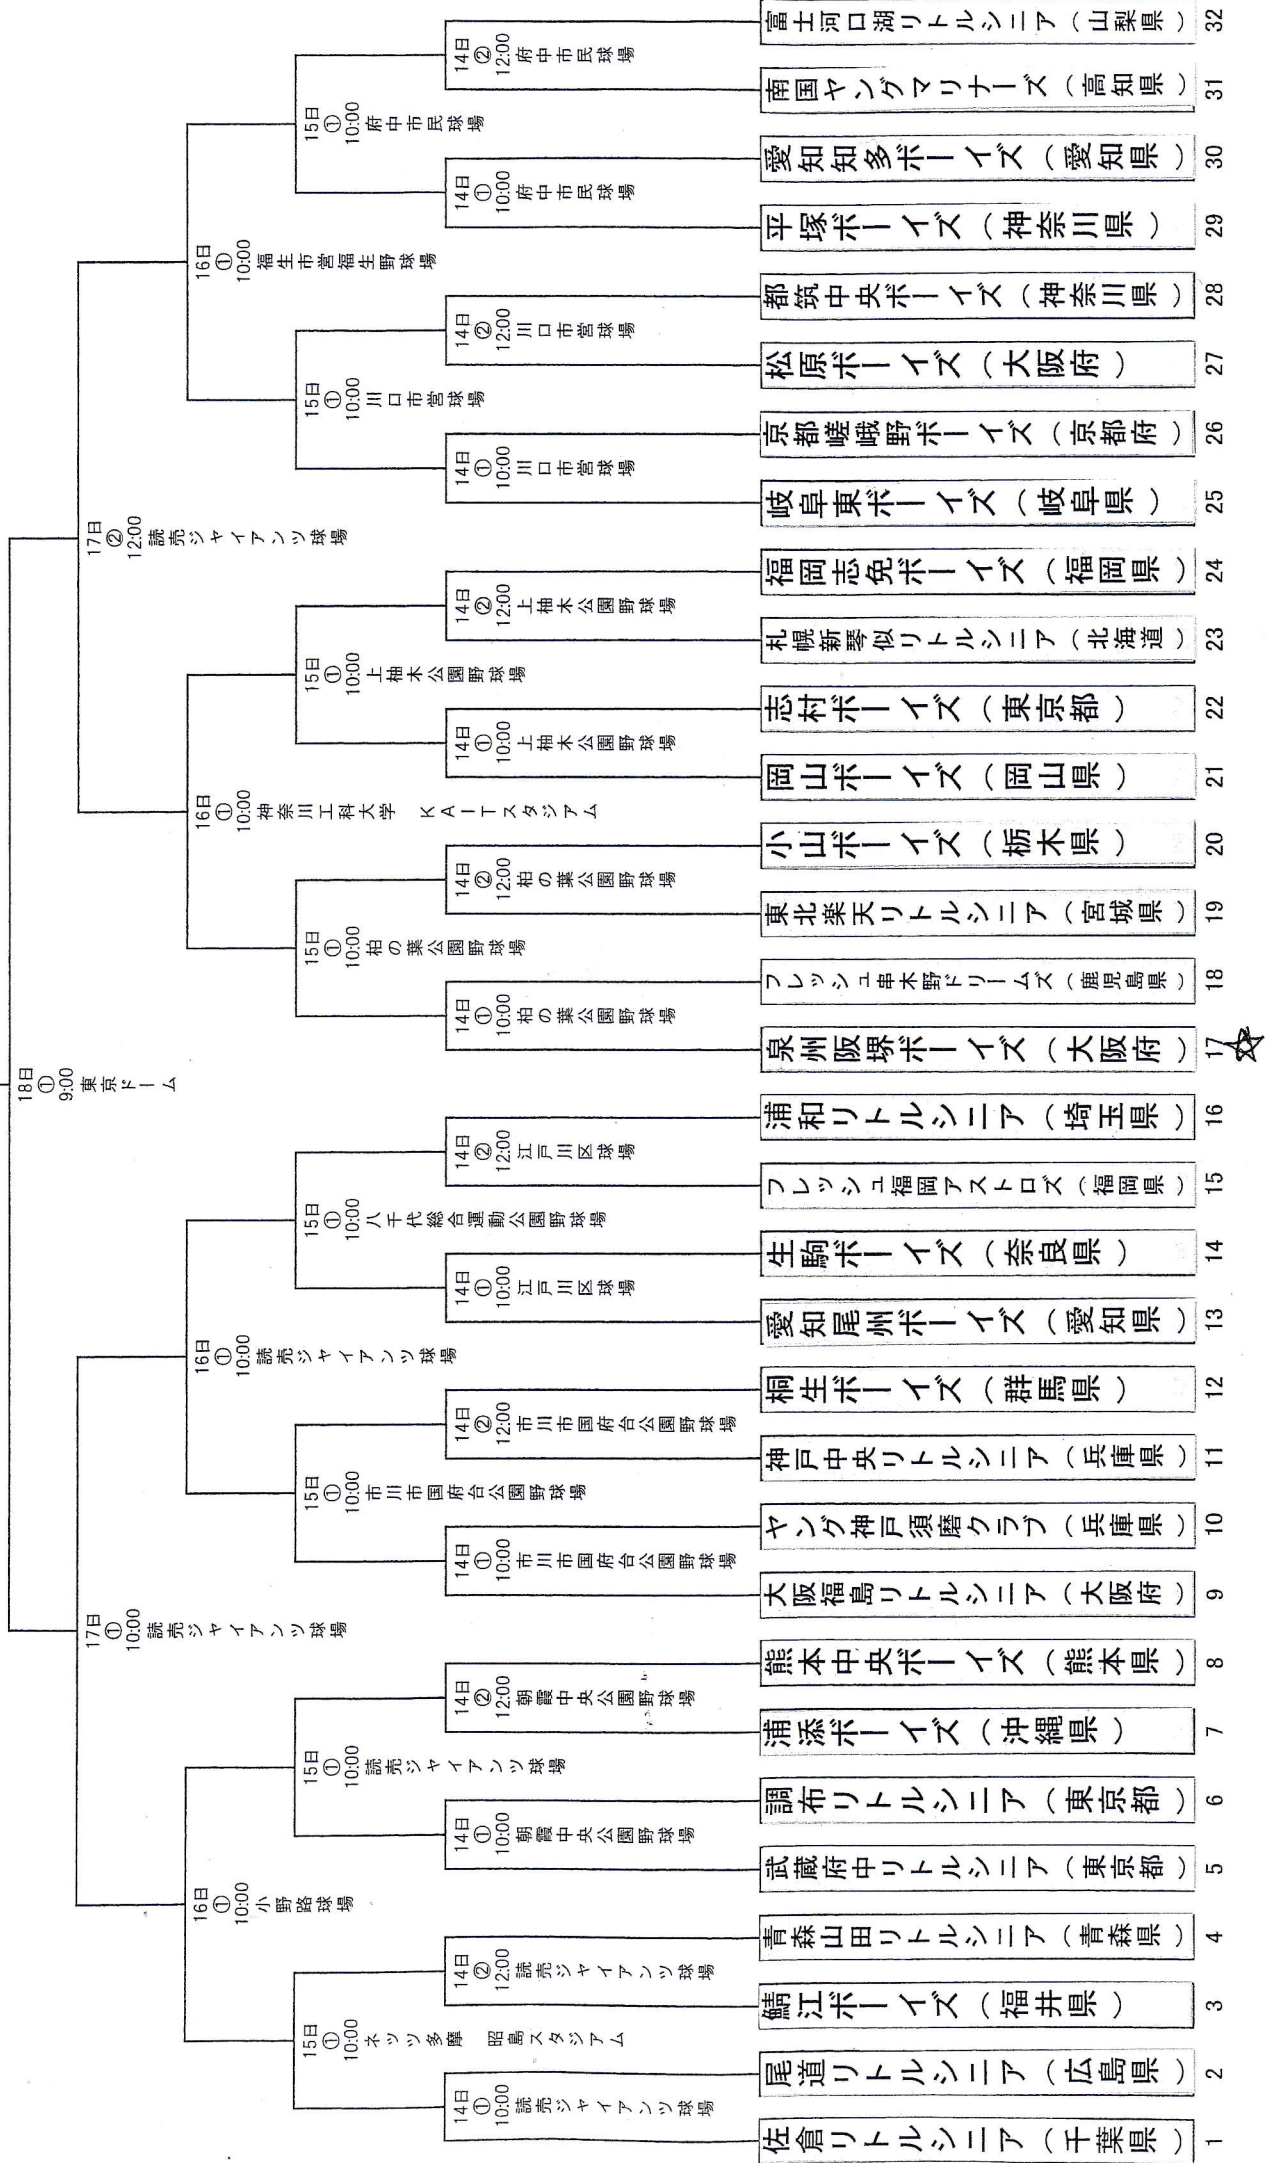 18日
①
9:00
東京ドーム
17日
①
10:00
読売ジャイアンツ球場
17日
②
12:00
読売ジャイアンツ球場
16日
①
10:00
小野路球場
16日
①
10:00
読売ジャイアンツ球場
16日
①
10:00
神奈川工科大学　KAITスタジアム
16日
①
10:00
福生市営福生野球場
15日
①
10:00
ネッツ多摩　昭島スタジアム
15日
①
10:00
読売ジャイアンツ球場
15日
①
10:00
市川市国府台公園野球場
15日
①
10:00
八千代総合運動公園野球場
15日
①
10:00
柏の葉公園野球場
15日
①
10:00
上柚木公園野球場
15日
①
10:00
川口市営球場
15日
①
10:00
府中市民球場
14日
①
10:00
読売ジャイアンツ球場
14日
②
12:00
読売ジャイアンツ球場
14日
①
10:00
朝霞中央公園野球場
14日
②
12:00
朝霞中央公園野球場
14日
①
10:00
市川市国府台公園野球場
14日
②
12:00
市川市国府台公園野球場
14日
①
10:00
江戸川区球場
14日
②
12:00
江戸川区球場
14日
①
10:00
柏の葉公園野球場
14日
②
12:00
柏の葉公園野球場
14日
①
10:00
上柚木公園野球場
14日
②
12:00
上柚木公園野球場
14日
①
10:00
川口市営球場
14日
②
12:00
川口市営球場
14日
①
10:00
府中市民球場
14日
②
12:00
府中市民球場
佐倉リトルシニア（千葉県） 1
尾道リトルシニア（広島県） 2
鯖江ボーイズ（福井県） 3
青森山田リトルシニア（青森県） 4
武蔵府中リトルシニア（東京都） 5
調布リトルシニア（東京都） 6
浦添ボーイズ（沖縄県） 7
熊本中央ボーイズ（熊本県） 8
大阪福島リトルシニア（大阪府） 9
ヤング神戸須磨クラブ（兵庫県） 10
神戸中央リトルシニア（兵庫県） 11
桐生ボーイズ（群馬県） 12
愛知尾州ボーイズ（愛知県） 13
生駒ボーイズ（奈良県） 14
フレッシュ福岡アストロズ（福岡県） 15
浦和リトルシニア（埼玉県） 16
泉州阪堺ボーイズ（大阪府） 17
フレッシュ串木野ドリームズ（鹿児島県） 18
東北楽天リトルシニア（宮城県） 19
小山ボーイズ（栃木県） 20
岡山ボーイズ（岡山県） 21
志村ボーイズ（東京都） 22
札幌新琴似リトルシニア（北海道） 23
福岡志免ボーイズ（福岡県） 24
岐阜東ボーイズ（岐阜県） 25
京都嵯峨野ボーイズ（京都府） 26
松原ボーイズ（大阪府） 27
都筑中央ボーイズ（神奈川県） 28
平塚ボーイズ（神奈川県） 29
愛知知多ボーイズ（愛知県） 30
南国ヤングマリナーズ（高知県） 31
富士河口湖リトルシニア（山梨県） 32